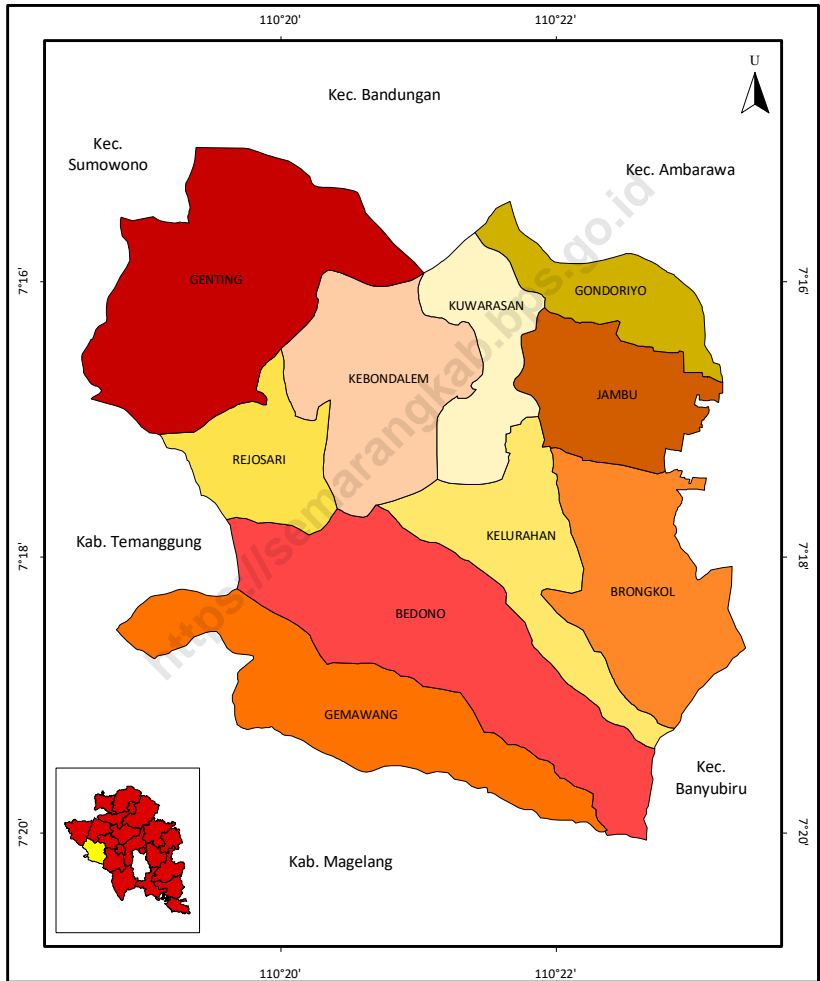 110°20'
110°22'
U
Kec. Bandungan
Kec.
Sumowono
Kec. Ambarawa
7°16'
GENTING
KUWARASAN
GONDORIYO
7°16'
KEBONDALEM
JAMBU
REJOSARI
KELURAHAN
Kab. Temanggung
7°18'
BRONGKOL
7°18'
BEDONO
GEMAWANG
Kec.
Banyubiru
7°20'
Kab. Magelang
7°20'
110°20'
110°22'
https://semarangkab.bps.go.id